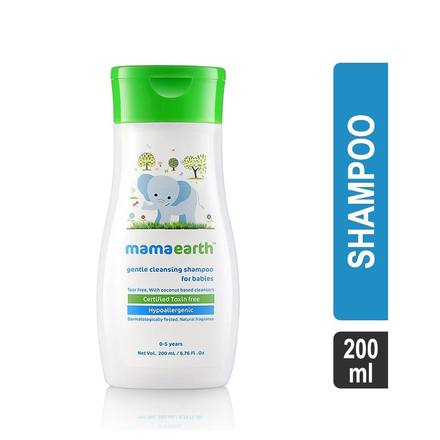 mamaearth™
gentle cleansing shampoo
for babies
Tear Free, With coconut based cleansers
Certified Toxin free
Hypoallergenic
Dermatologically Tested, Natural Fragrance
0-5 years
Net Vol. 200 mL / 6.76 Fl. Oz
SHAMPOO
200
ml